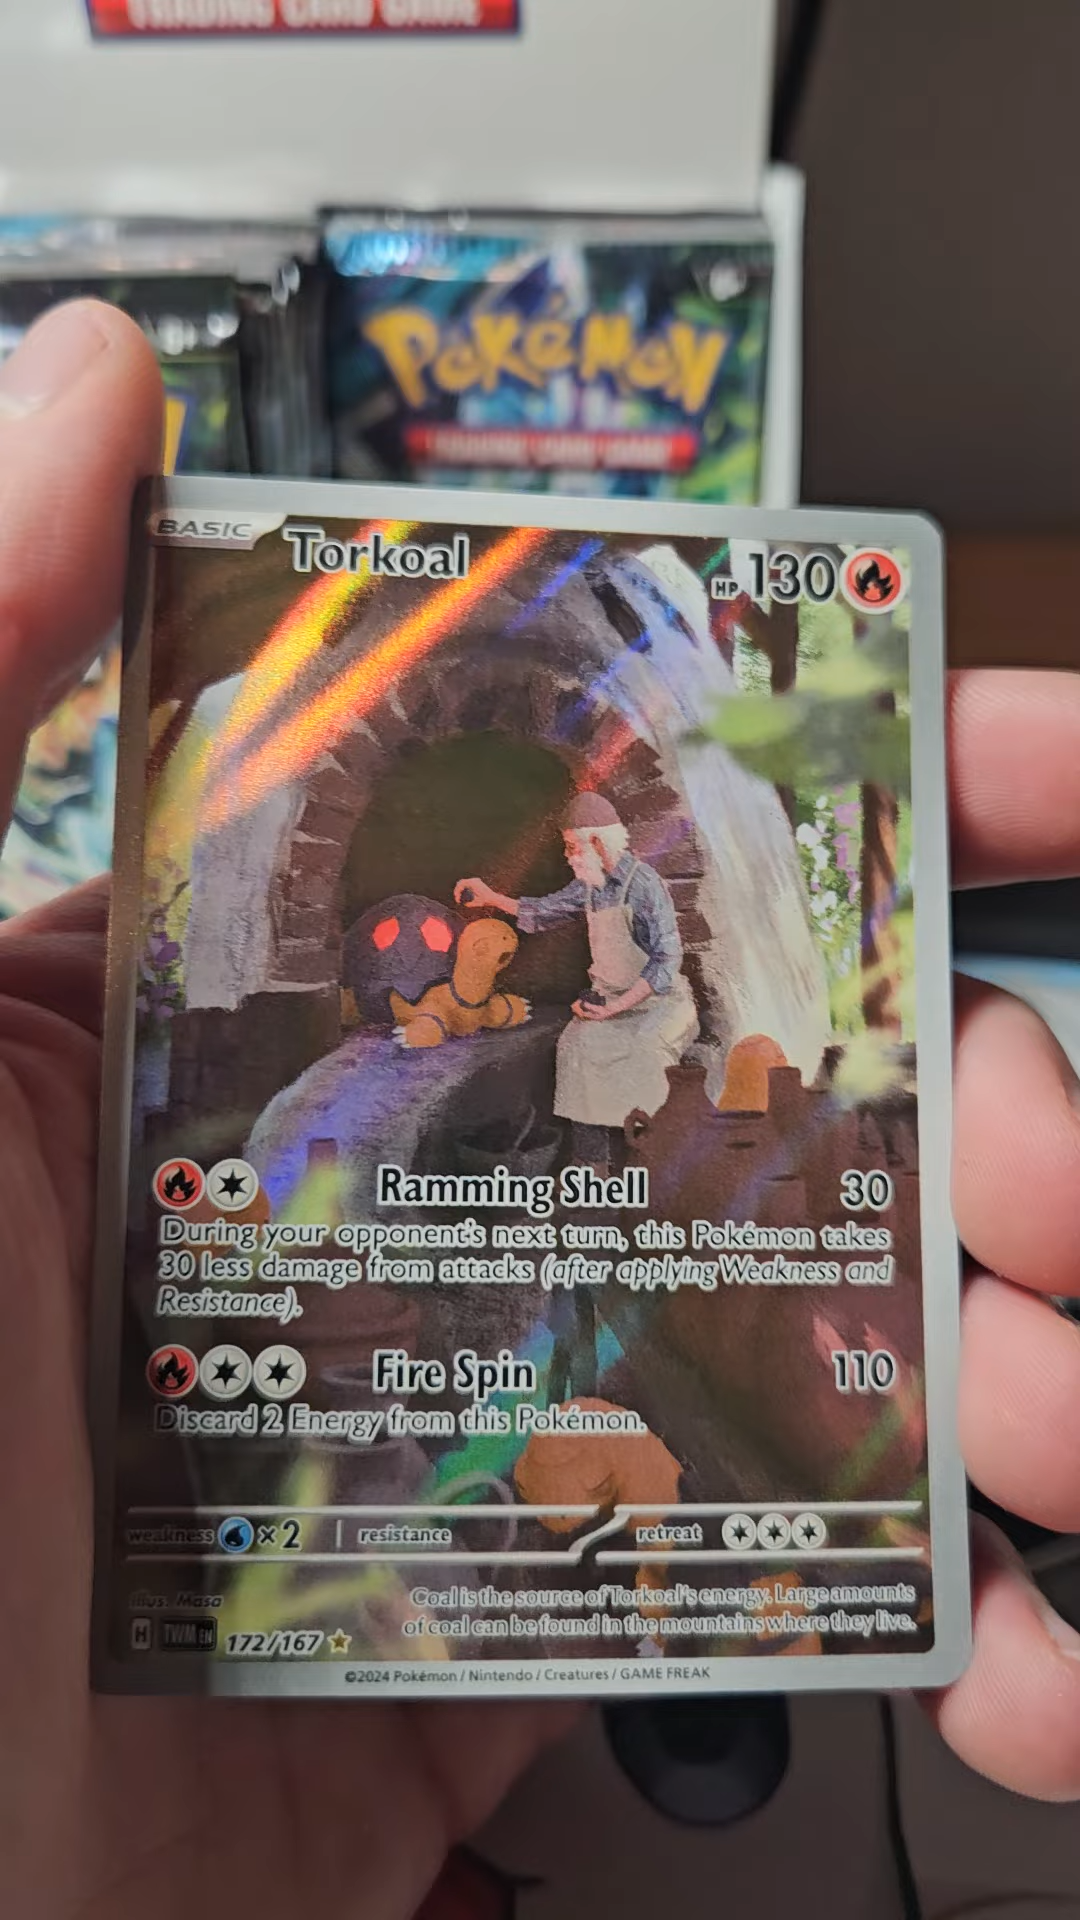 TRADING CARD GAME
POKéMON
TRADING CARD GAME
BASIC
Torkoal
HP 130
Ramming Shell 30
During your opponent's next turn, this Pokémon takes
30 less damage from attacks (after applying Weakness and
Resistance).
Fire Spin 110
Discard 2 Energy from this Pokémon.
weakness ×2 resistance retreat
Illus. Masa
Coal is the source of Torkoal's energy. Large amounts
of coal can be found in the mountains where they live.
H TWM EN 172/167
©2024 Pokémon / Nintendo / Creatures / GAME FREAK